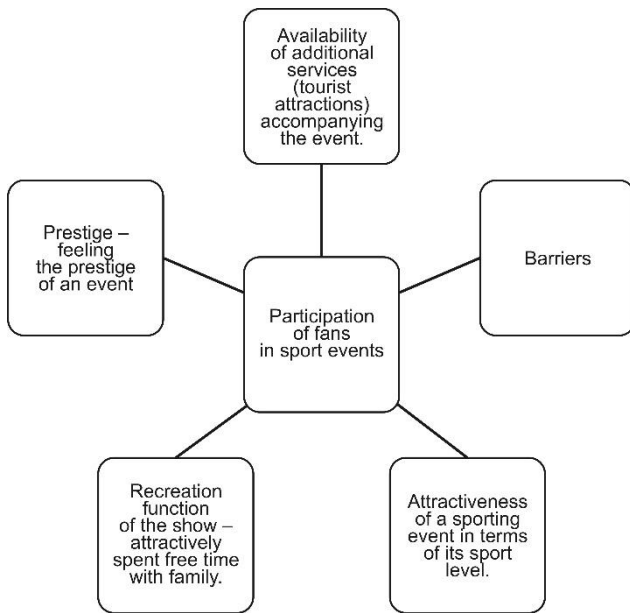 Availability
of additional
services
(tourist
attractions)
accompanying
the event.
Prestige –
feeling
the prestige
of an event
Barriers
Participation
of fans
in sport events
Recreation
function
of the show –
attractively
spent free time
with family.
Attractiveness
of a sporting
event in terms
of its sport
level.